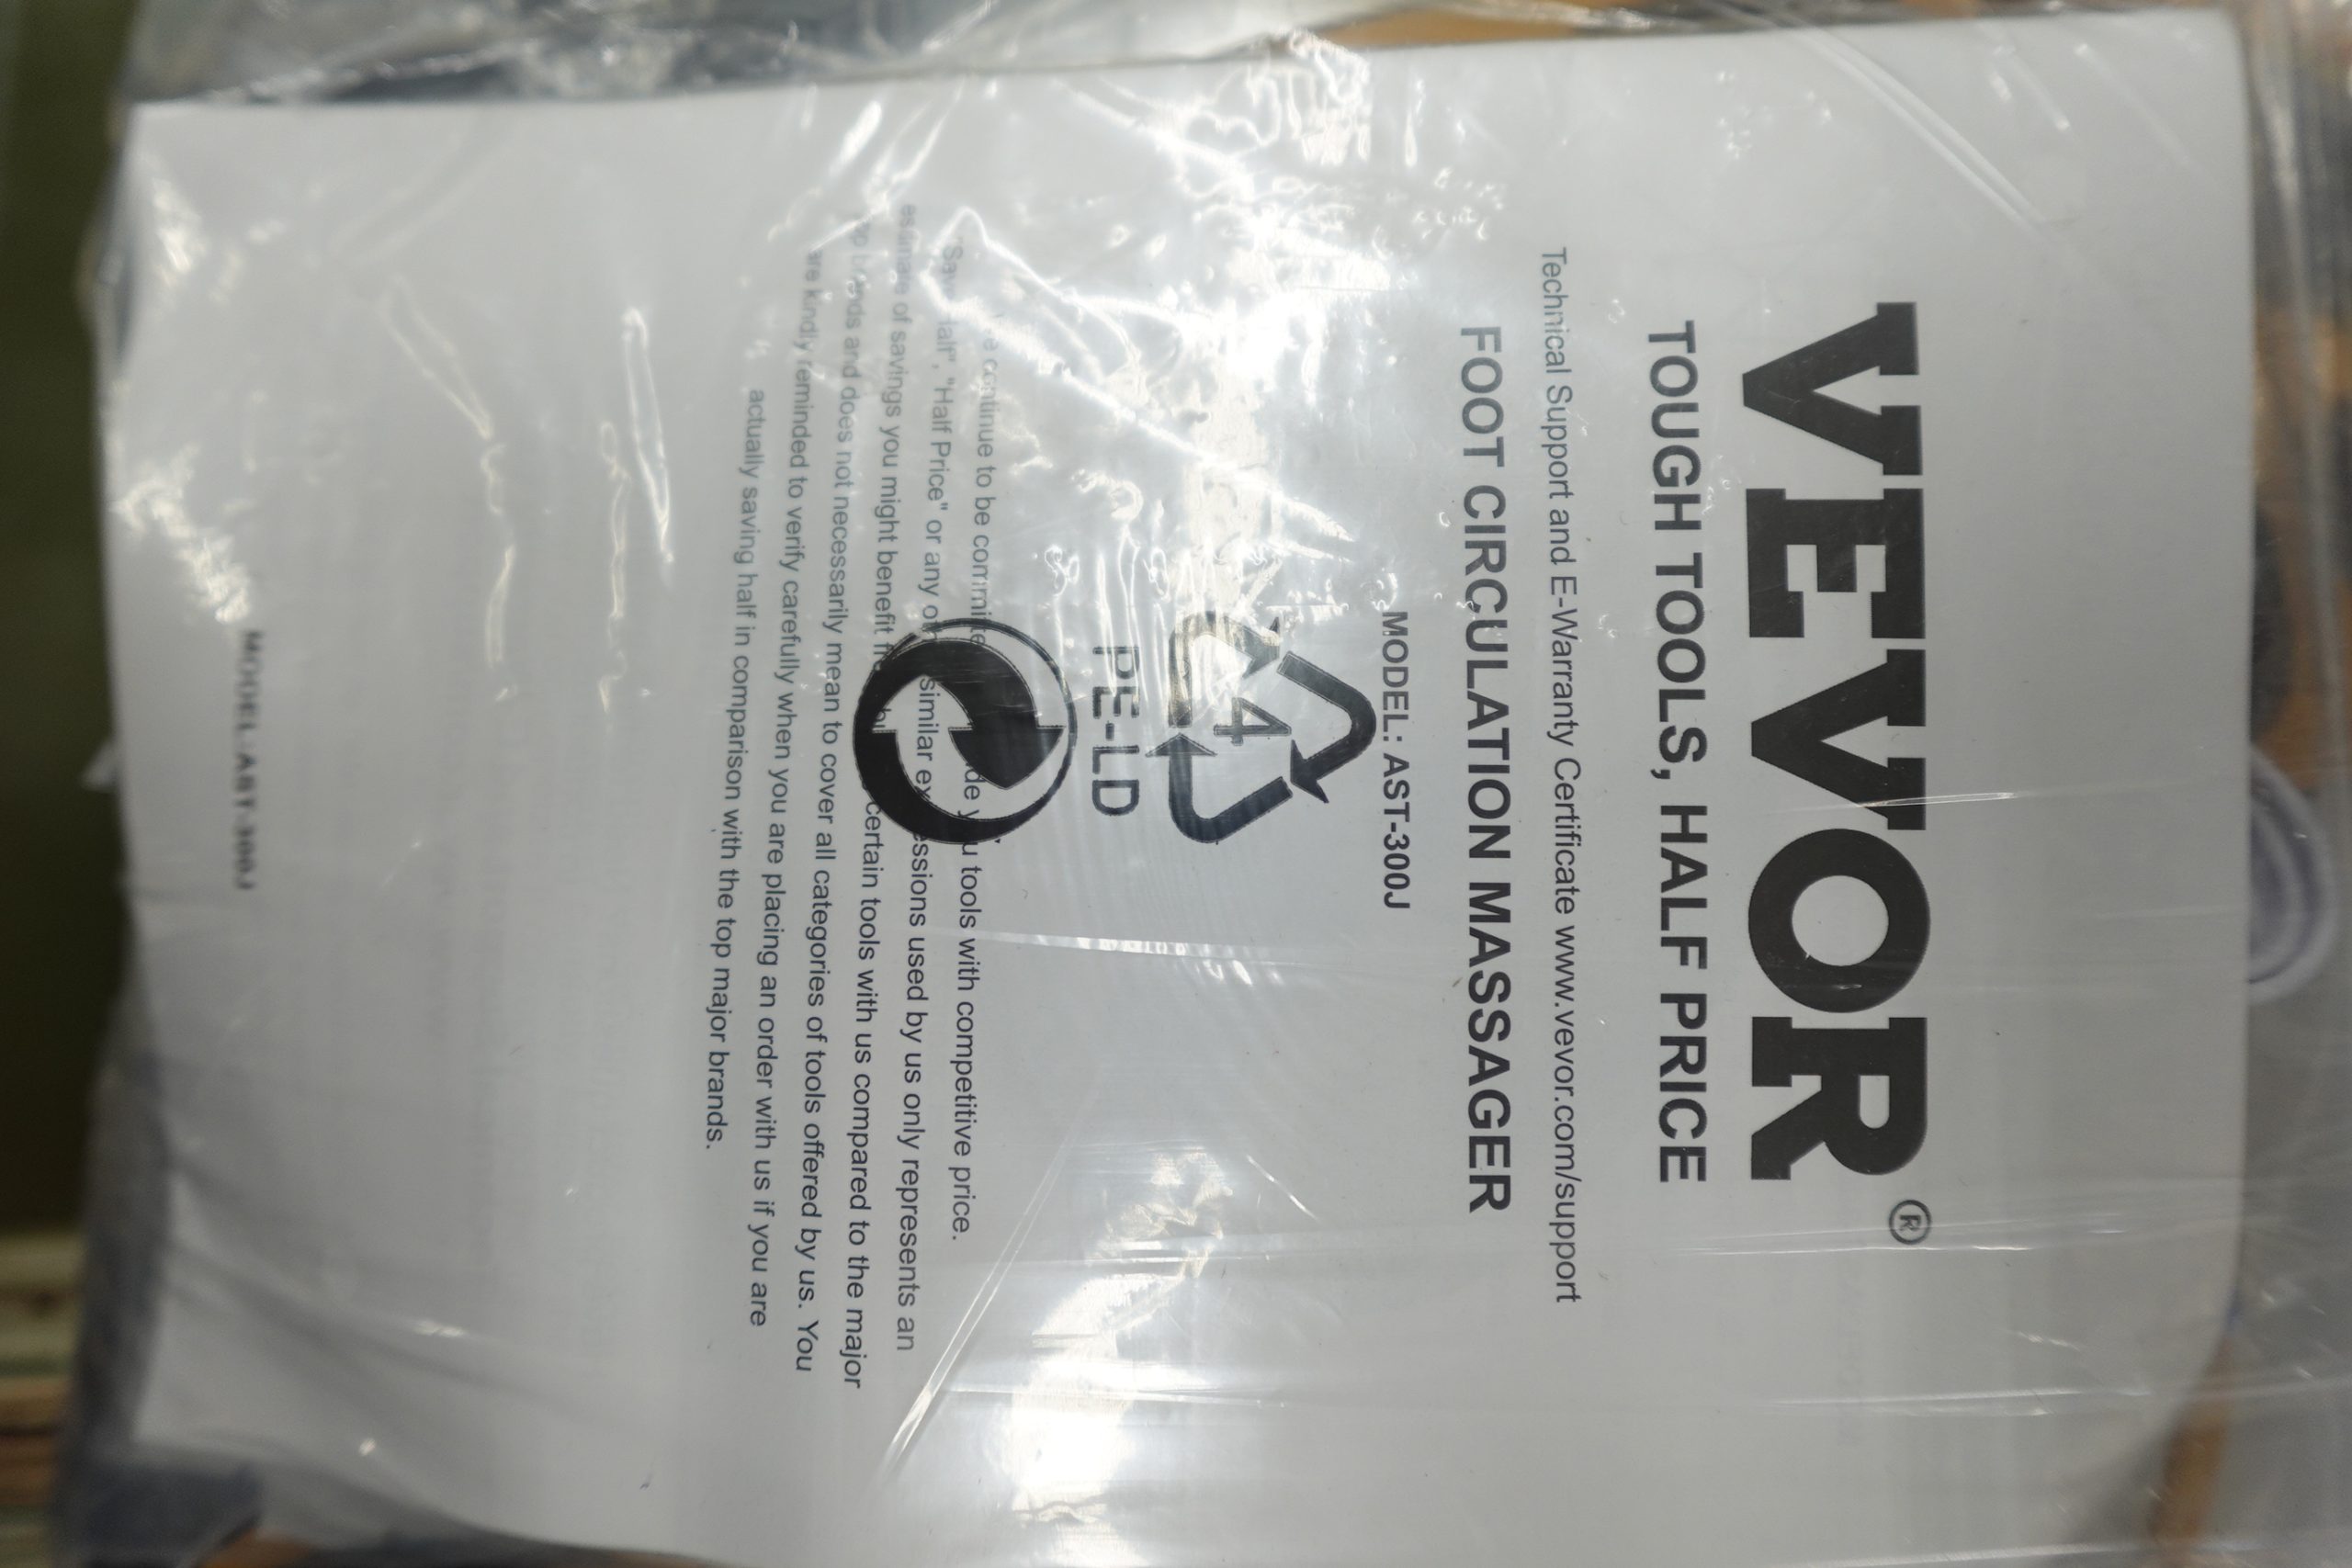 VEVOR®
TOUGH TOOLS, HALF PRICE
Technical Support and E-Warranty Certificate www.vevor.com/support
FOOT CIRCULATION MASSAGER
MODEL: AST-300J
4
PE-LD
continue to be tools with competitive price.
"Half Price" or any similar used by us only represents an
of savings you might benefit certain tools with us compared to the major
and does not necessarily mean to cover all categories of tools offered by us. You
are kindly reminded to verify carefully when you are placing an order with us if you are
actually saving half in comparison with the top major brands.
MODEL: AST-300J